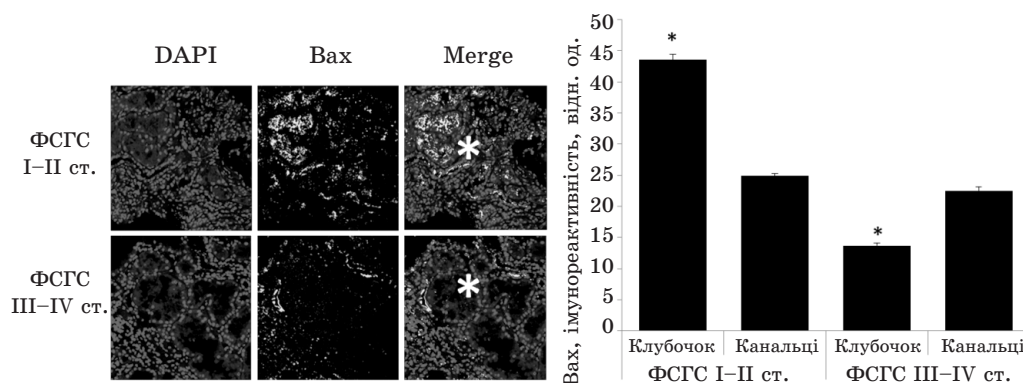 DAPI Bax Merge
ФСГС
I–II ст.
*
ФСГС
III–IV ст.
*
Bax, імунореактивність, відн. од.
50
45
40
35
30
25
20
15
10
5
0
*
*
Клубочок Канальці Клубочок Канальці
ФСГС I–II ст. ФСГС III–IV ст.